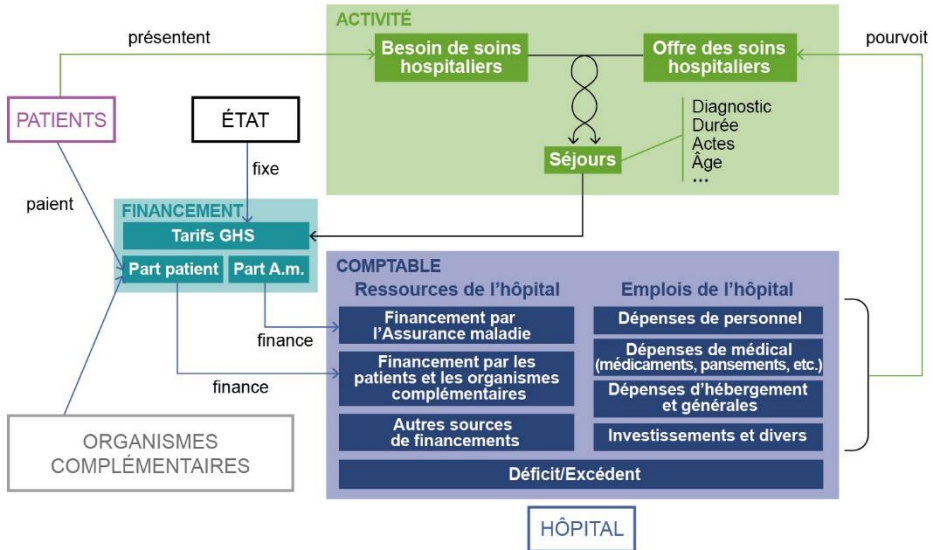 ACTIVITÉ
présentent
Besoin de soins
hospitaliers
Offre des soins
hospitaliers
pourvoit
PATIENTS
ÉTAT
Diagnostic
Durée
Actes
Âge
...
Séjours
fixe
paient
FINANCEMENT
Tarifs GHS
Part patient
Part A.m.
COMPTABLE
Ressources de l'hôpital
Emplois de l'hôpital
Financement par
l'Assurance maladie
Dépenses de personnel
finance
Dépenses de médical
(médicaments, pansements, etc.)
Financement par les
patients et les organismes
complémentaires
finance
Dépenses d'hébergement
et générales
Autres sources
de financements
Investissements et divers
ORGANISMES
COMPLÉMENTAIRES
Déficit/Excédent
HÔPITAL